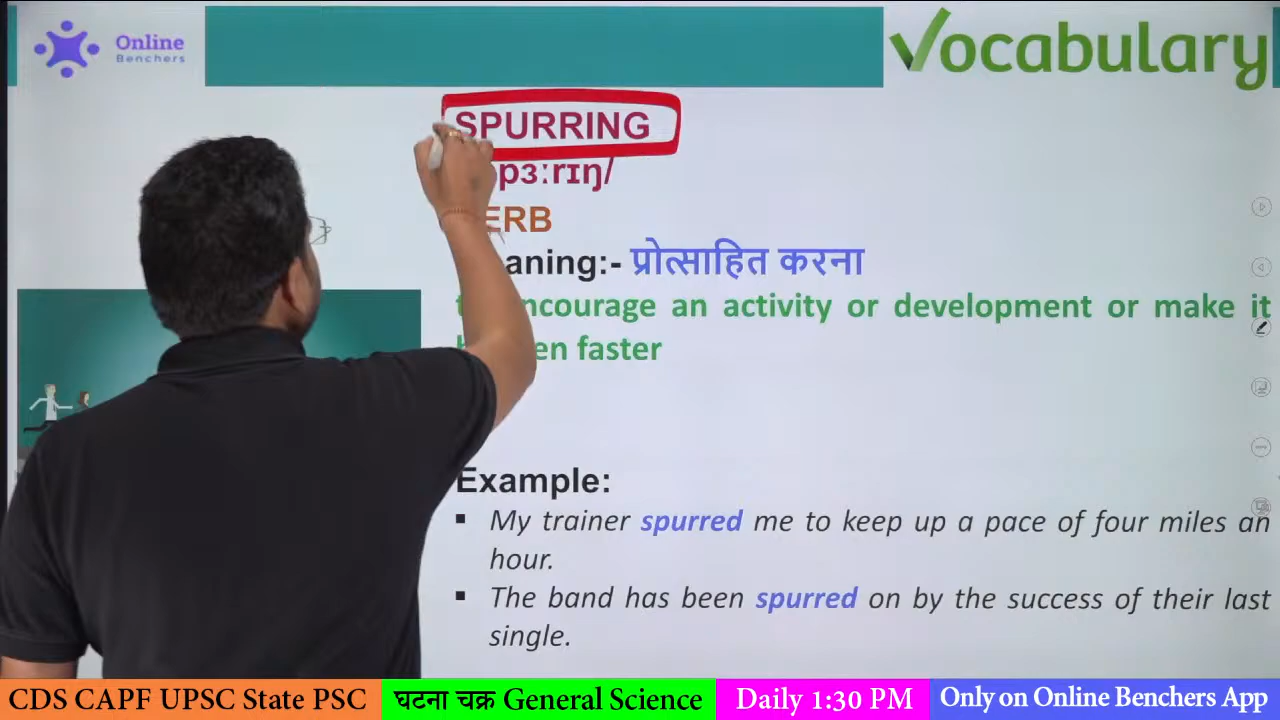 Online
Benchers
Vocabulary
SPURRING
pɜːrɪŋ/
ERB
aning:- प्रोत्साहित करना
ncourage an activity or development or make it
en faster
Example:
▪ My trainer spurred me to keep up a pace of four miles an
hour.
▪ The band has been spurred on by the success of their last
single.
CDS CAPF UPSC State PSC
घटना चक्र General Science
Daily 1:30 PM
Only on Online Benchers App